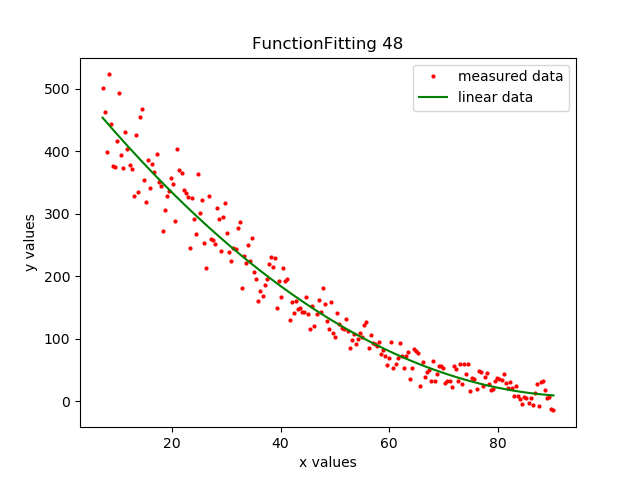 FunctionFitting 48
measured data
linear data
500
400
300
200
100
0
y values
20
40
60
80
x values